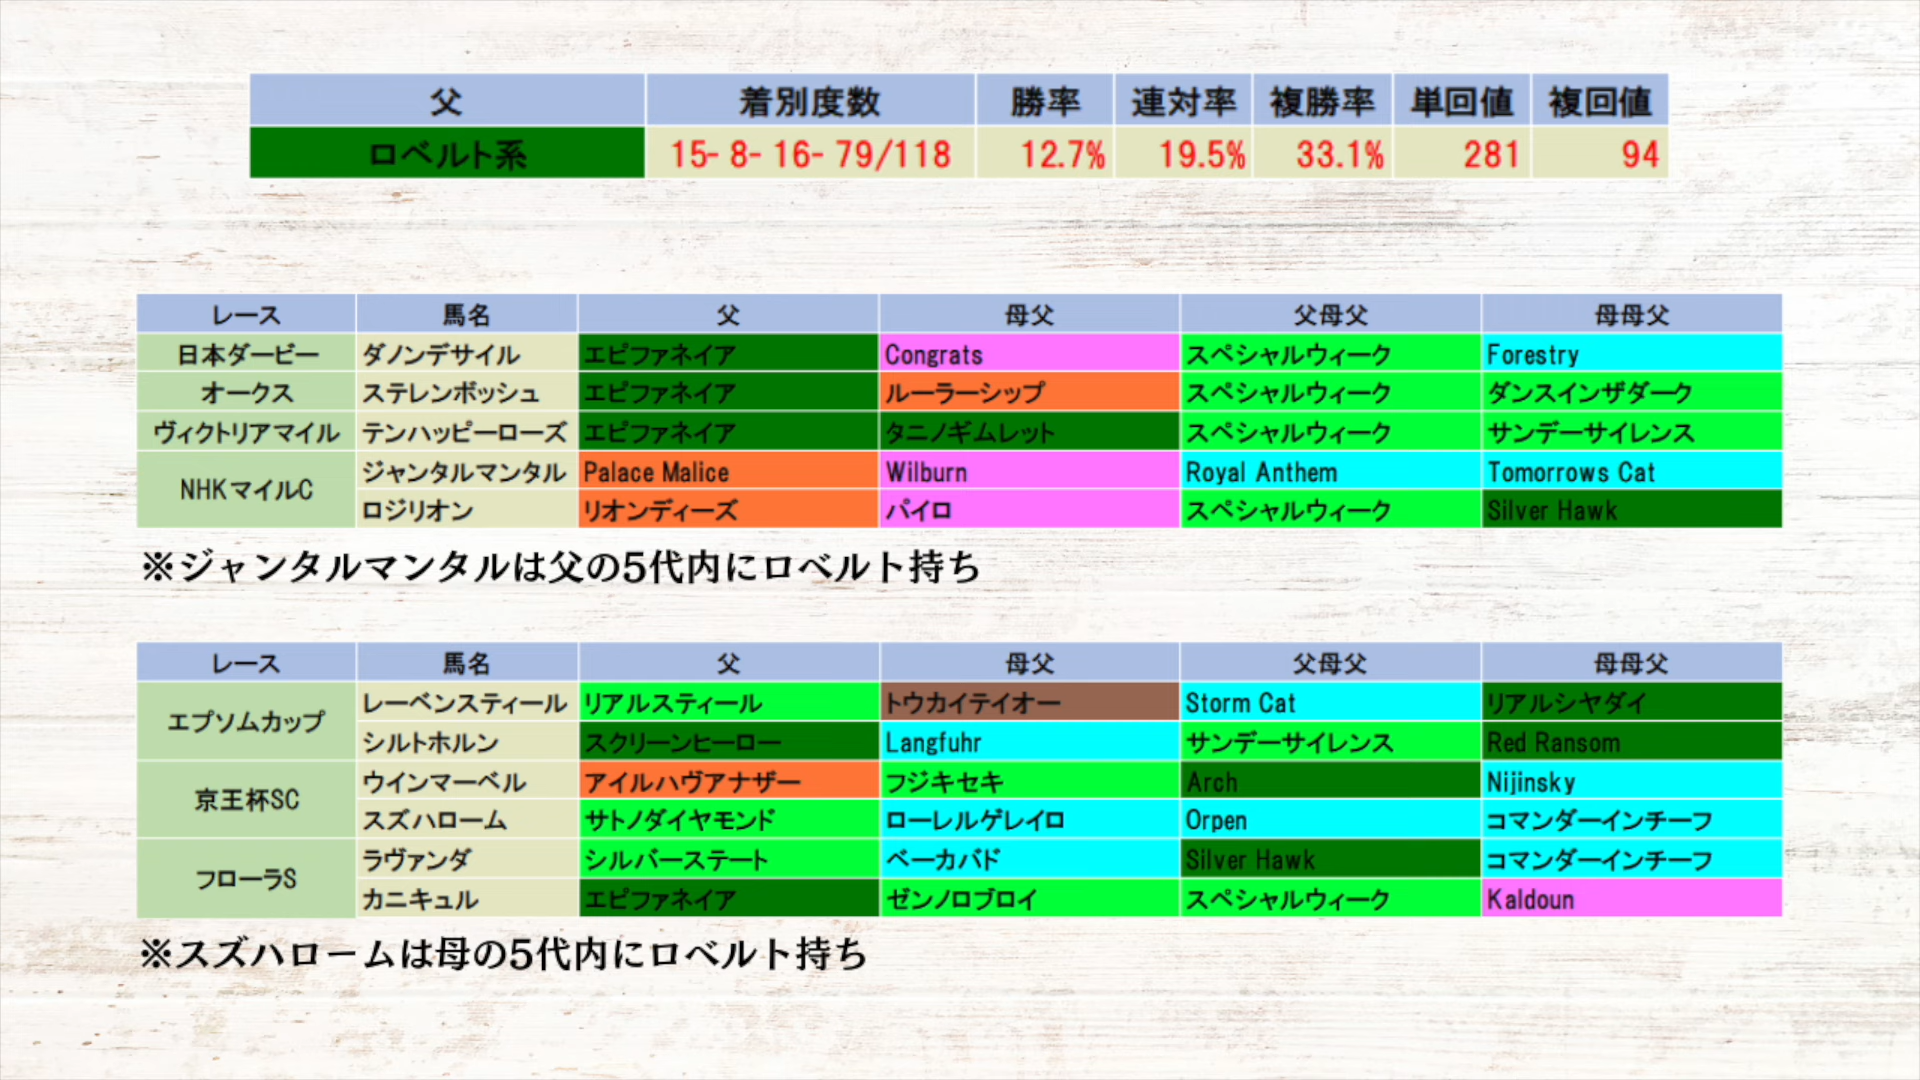 父 着別度数 勝率 連対率 複勝率 単回値 複回値
ロベルト系 15- 8- 16- 79/118 12.7% 19.5% 33.1% 281 94
レース 馬名 父 母父 父母父 母母父
日本ダービー ダノンデサイル エピファネイア Congrats スペシャルウィーク Forestry
オークス ステレンボッシュ エピファネイア ルーラーシップ スペシャルウィーク ダンスインザダーク
ヴィクトリアマイル テンハッピーローズ エピファネイア タニノギムレット スペシャルウィーク サンデーサイレンス
NHKマイルC ジャンタルマンタル Palace Malice Wilburn Royal Anthem Tomorrows Cat
ロジリオン リオンディーズ パイロ スペシャルウィーク Silver Hawk
※ジャンタルマンタルは父の5代内にロベルト持ち
レース 馬名 父 母父 父母父 母母父
エプソムカップ レーベンスティール リアルスティール トウカイテイオー Storm Cat リアルシヤダイ
シルトホルン スクリーンヒーロー Langfuhr サンデーサイレンス Red Ransom
京王杯SC ウインマーベル アイルハヴアナザー フジキセキ Arch Nijinsky
スズハローム サトノダイヤモンド ローレルゲレイロ Orpen コマンダーインチーフ
フローラS ラヴァンダ シルバーステート ベーカバド Silver Hawk コマンダーインチーフ
カニキュル エピファネイア ゼンノロブロイ スペシャルウィーク Kaldoun
※スズハロームは母の5代内にロベルト持ち